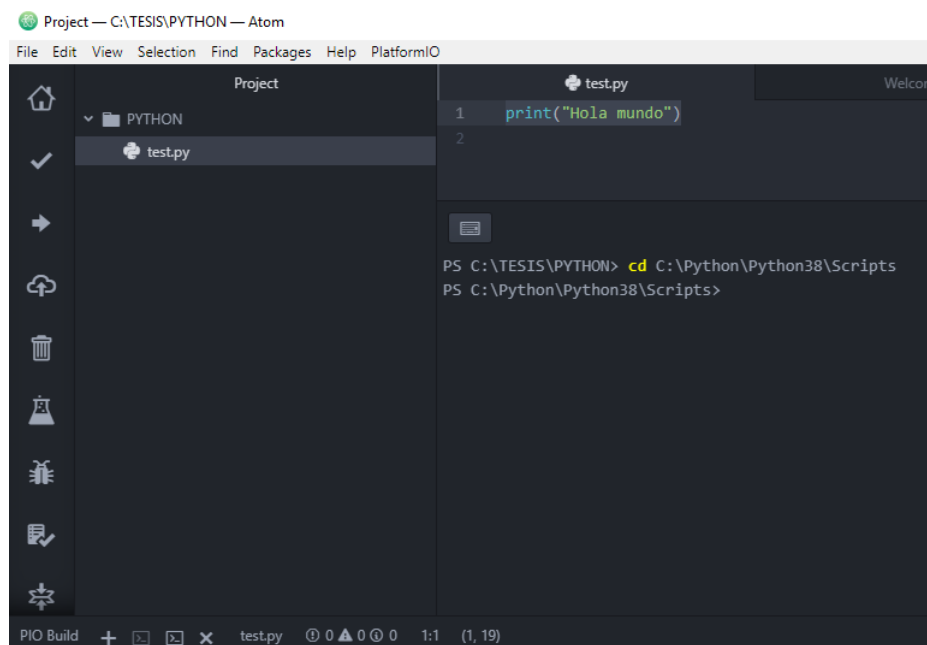 Project — C:\TESIS\PYTHON — Atom
File Edit View Selection Find Packages Help PlatformIO
Project
test.py
PYTHON
test.py
1 print("Hola mundo")
2
PS C:\TESIS\PYTHON> cd C:\Python\Python38\Scripts
PS C:\Python\Python38\Scripts>
PIO Build test.py 0 0 0 1:1 (1, 19)